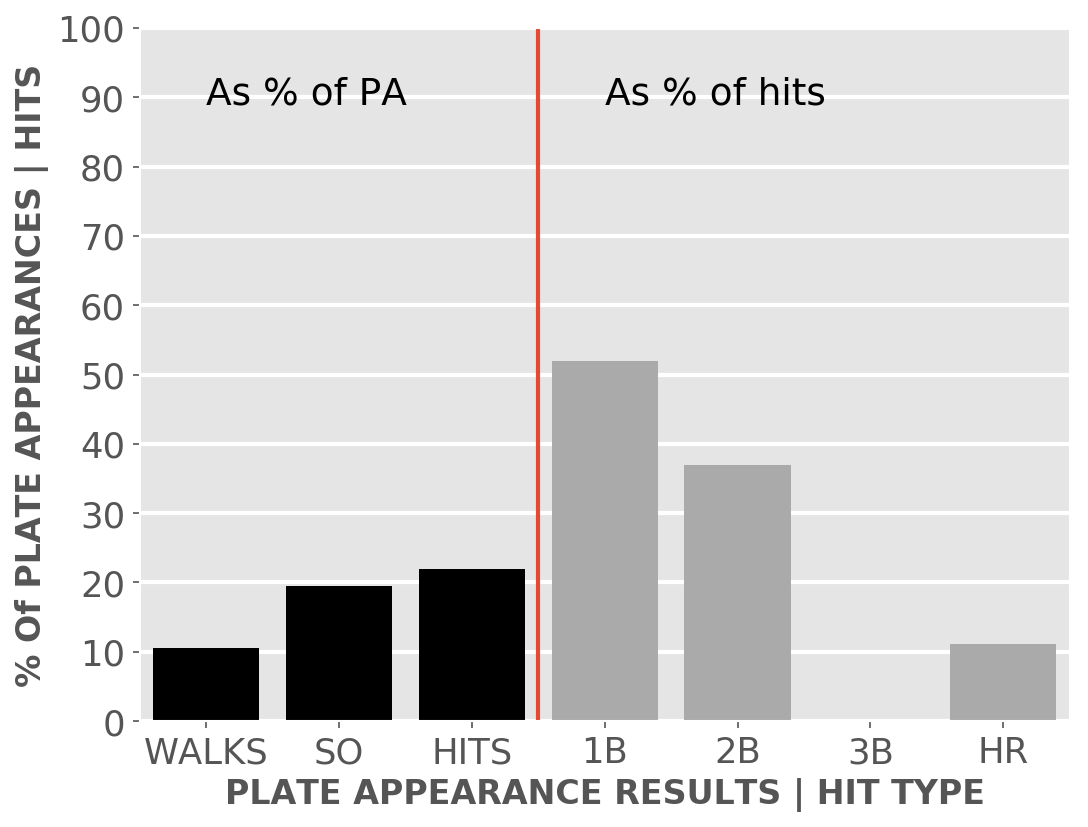 % Of PLATE APPEARANCES | HITS
100
90
80
70
60
50
40
30
20
10
0
As % of PA
As % of hits
WALKS SO HITS 1B 2B 3B HR
PLATE APPEARANCE RESULTS | HIT TYPE